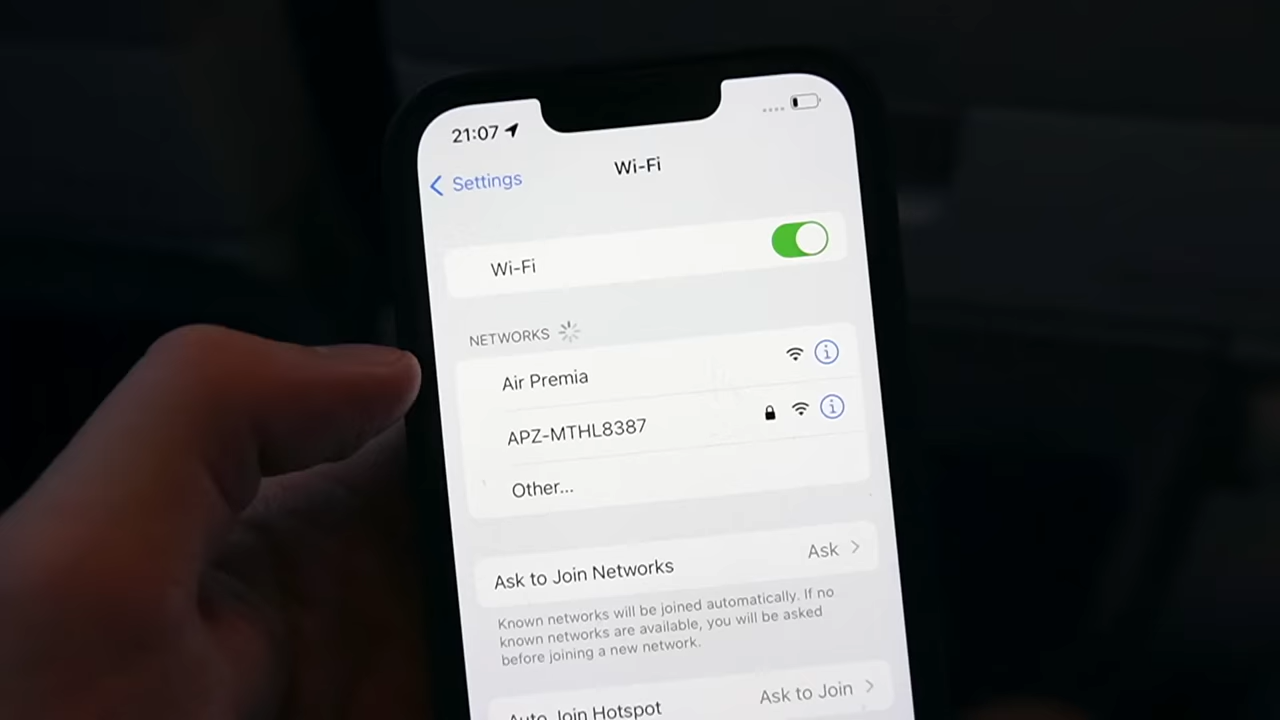 21:07
Settings
Wi-Fi
Wi-Fi
NETWORKS
Air Premia
APZ-MTHL8387
Other...
Ask to Join Networks
Ask
Known networks will be joined automatically. If no
known networks are available, you will be asked
before joining a new network.
Auto Join Hotspot
Ask to Join